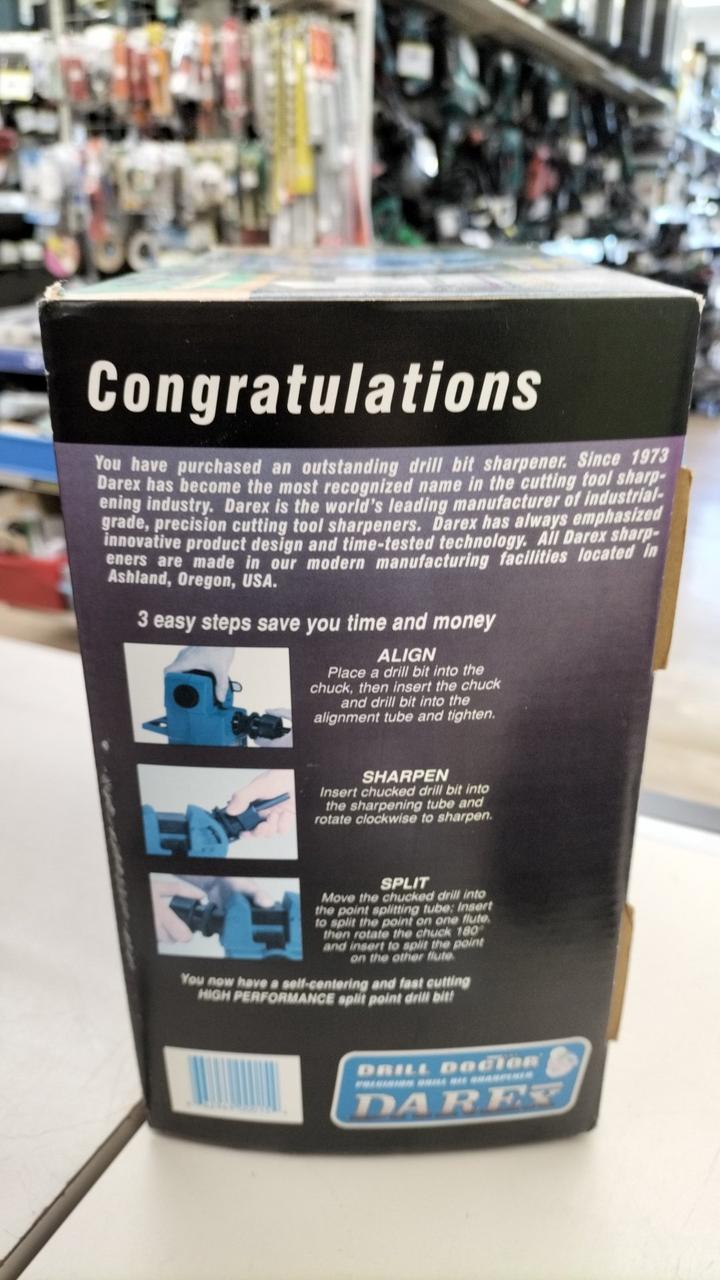 Congratulations
You have purchased an outstanding drill bit sharpener. Since 1973
Darex has become the most recognized name in the cutting tool sharp-
ening industry. Darex is the world's leading manufacturer of industrial-
grade, precision cutting tool sharpeners. Darex has always emphasized
innovative product design and time-tested technology. All Darex sharp-
eners are made in our modern manufacturing facilities located in
Ashland, Oregon, USA.
3 easy steps save you time and money
ALIGN
Place a drill bit into the
chuck, then insert the chuck
and drill bit into the
alignment tube and tighten.
SHARPEN
Insert chucked drill bit into
the sharpening tube and
rotate clockwise to sharpen.
SPLIT
Move the chucked drill into
the point splitting tube; Insert
to split the point on one flute,
then rotate the chuck 180°
and insert to split the point
on the other flute.
You now have a self-centering and fast cutting
HIGH PERFORMANCE split point drill bit!
DRILL DOCTOR
PRECISION DRILL BIT SHARPENER
DAREX